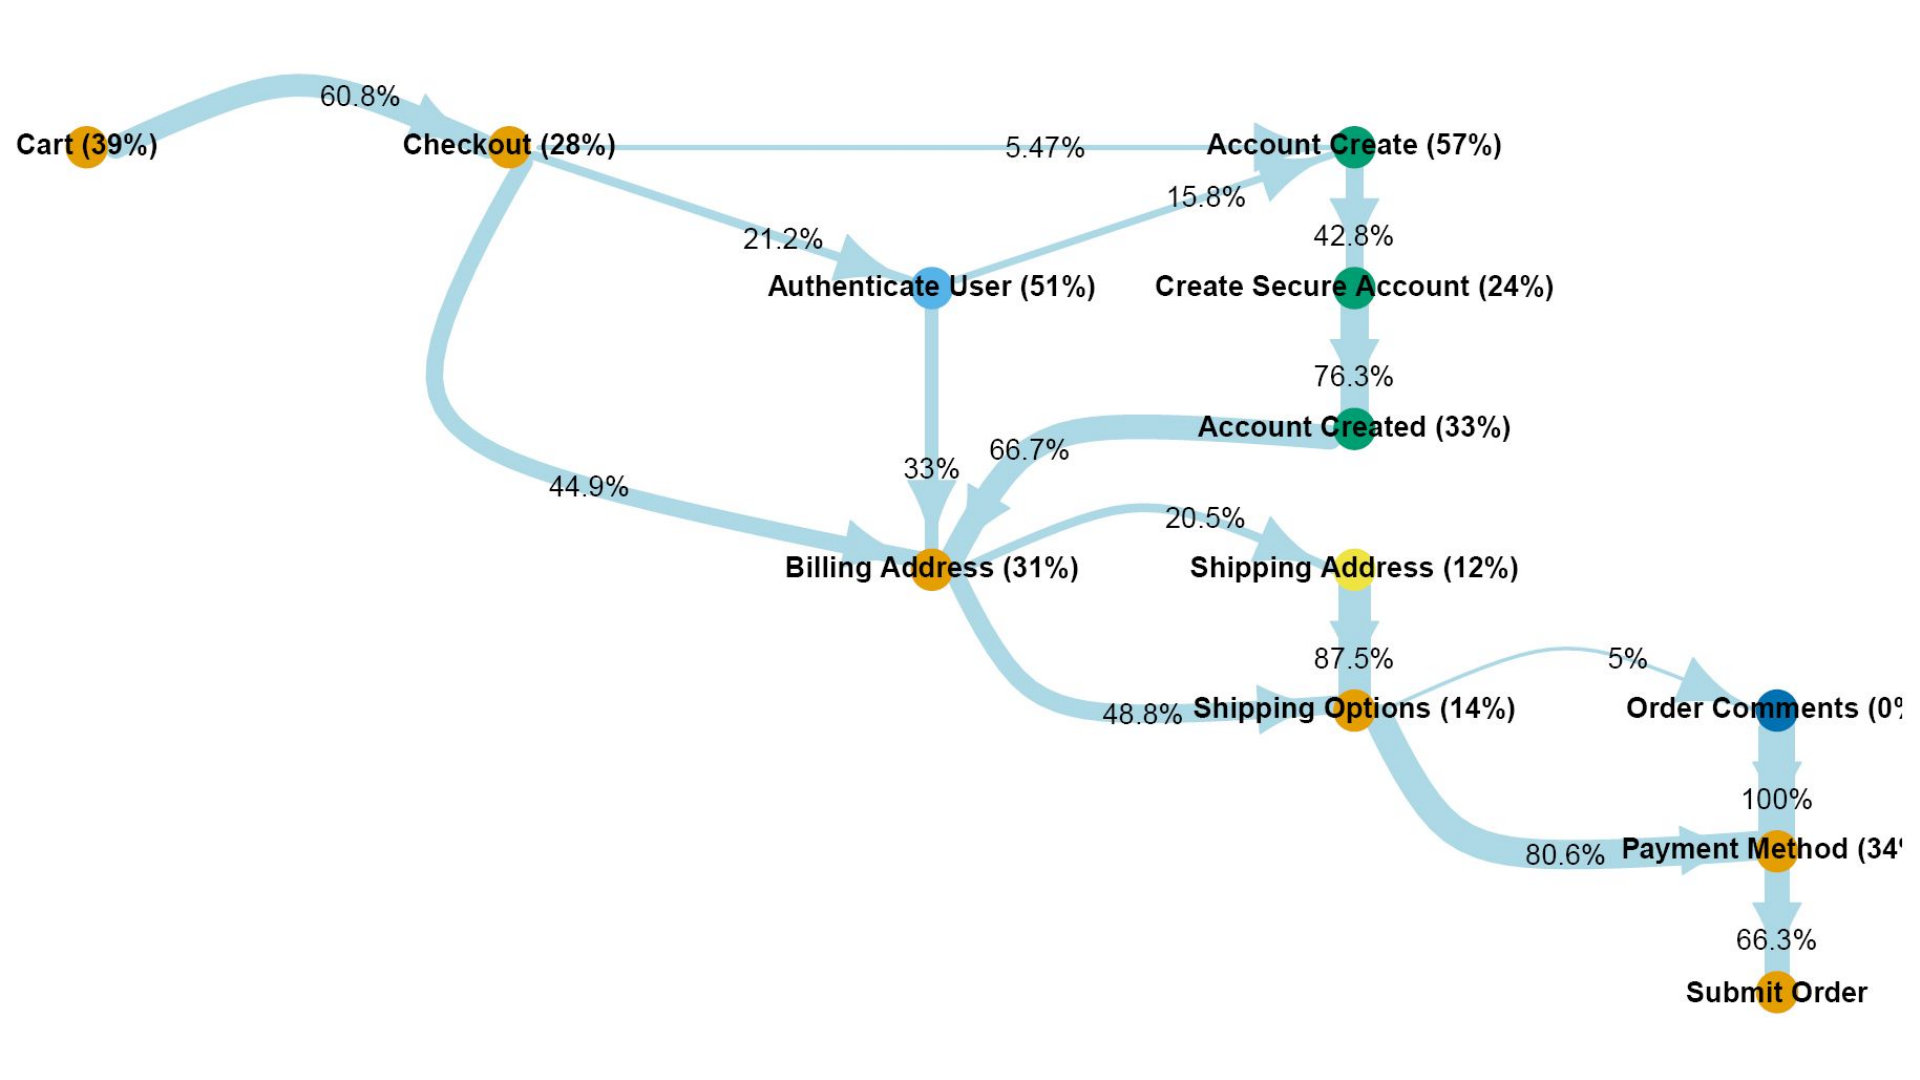 60.8%
Cart (39%)
Checkout (28%)
5.47%
Account Create (57%)
15.8%
21.2%
42.8%
Authenticate User (51%)
Create Secure Account (24%)
76.3%
Account Created (33%)
66.7%
33%
44.9%
20.5%
Billing Address (31%)
Shipping Address (12%)
87.5%
5%
48.8%
Shipping Options (14%)
Order Comments (0%
100%
80.6%
Payment Method (34
66.3%
Submit Order